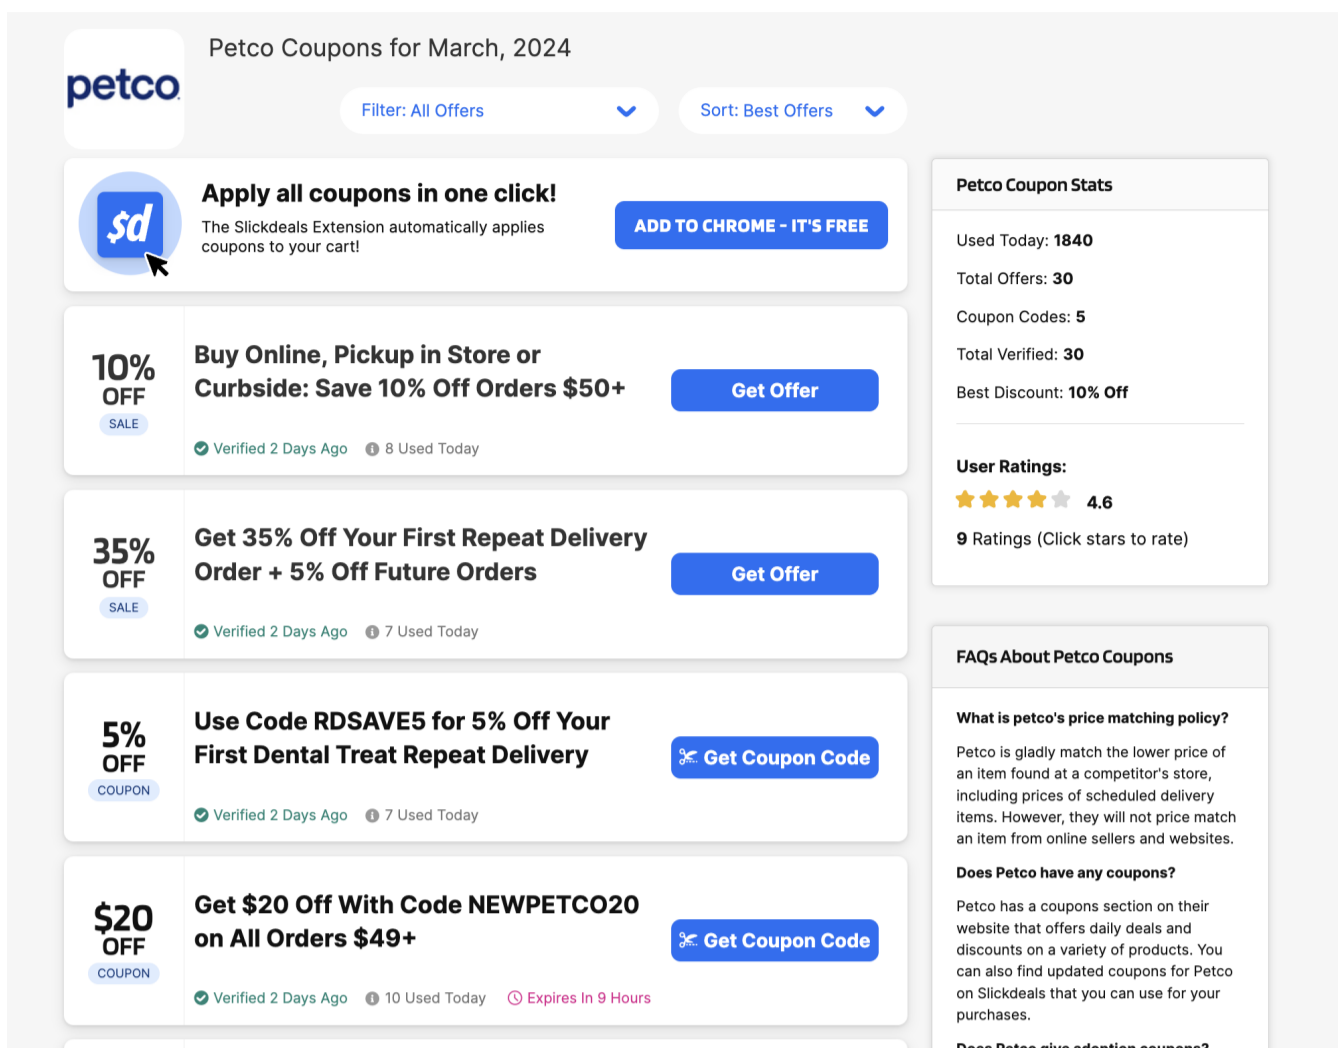 petco
Petco Coupons for March, 2024
Filter: All Offers
Sort: Best Offers
$d
Apply all coupons in one click!
The Slickdeals Extension automatically applies
coupons to your cart!
ADD TO CHROME - IT'S FREE
10%
OFF
SALE
Buy Online, Pickup in Store or
Curbside: Save 10% Off Orders $50+
Verified 2 Days Ago
8 Used Today
Get Offer
35%
OFF
SALE
Get 35% Off Your First Repeat Delivery
Order + 5% Off Future Orders
Verified 2 Days Ago
7 Used Today
Get Offer
5%
OFF
COUPON
Use Code RDSAVE5 for 5% Off Your
First Dental Treat Repeat Delivery
Verified 2 Days Ago
7 Used Today
Get Coupon Code
$20
OFF
COUPON
Get $20 Off With Code NEWPETCO20
on All Orders $49+
Verified 2 Days Ago
10 Used Today
Expires In 9 Hours
Get Coupon Code
Petco Coupon Stats
Used Today: 1840
Total Offers: 30
Coupon Codes: 5
Total Verified: 30
Best Discount: 10% Off
User Ratings:
4.6
9 Ratings (Click stars to rate)
FAQs About Petco Coupons
What is petco's price matching policy?
Petco is gladly match the lower price of
an item found at a competitor's store,
including prices of scheduled delivery
items. However, they will not price match
an item from online sellers and websites.
Does Petco have any coupons?
Petco has a coupons section on their
website that offers daily deals and
discounts on a variety of products. You
can also find updated coupons for Petco
on Slickdeals that you can use for your
purchases.
Does Petco give adoption coupons?